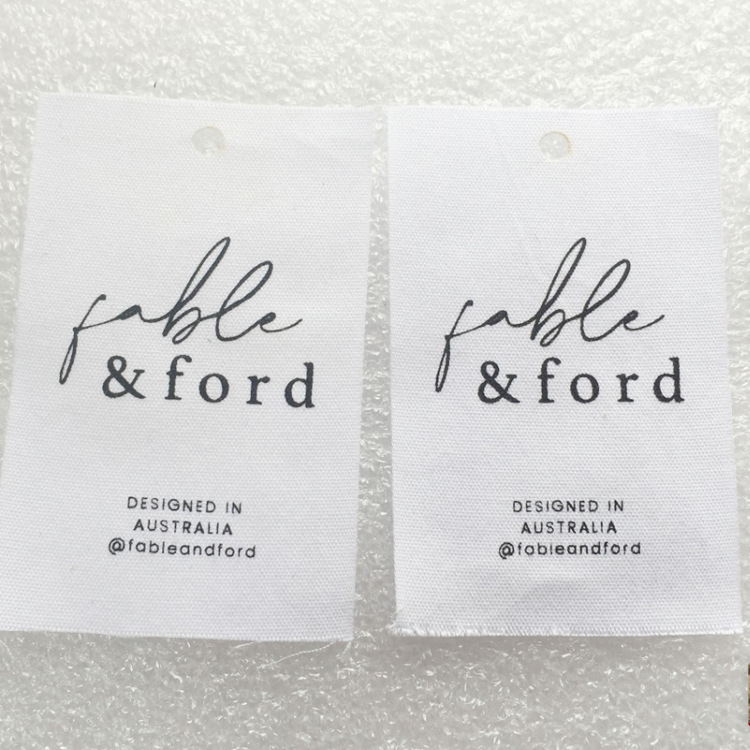 fable
&ford
DESIGNED IN
AUSTRALIA
@fableandford
fable
&ford
DESIGNED IN
AUSTRALIA
@fableandford